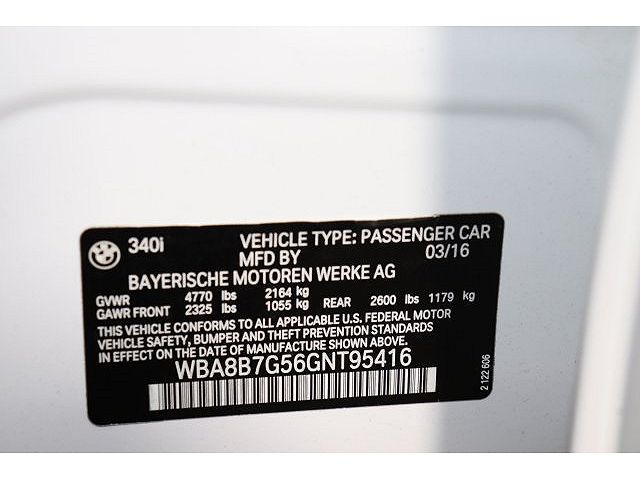 340i VEHICLE TYPE: PASSENGER CAR
MFD BY 03/16
BAYERISCHE MOTOREN WERKE AG
GVWR 4770 lbs 2164 kg
GAWR FRONT 2325 lbs 1055 kg REAR 2600 lbs 1179 kg
THIS VEHICLE CONFORMS TO ALL APPLICABLE U.S. FEDERAL MOTOR
VEHICLE SAFETY, BUMPER AND THEFT PREVENTION STANDARDS
IN EFFECT ON THE DATE OF MANUFACTURE SHOWN ABOVE.
WBA8B7G56GNT95416
2 122 606